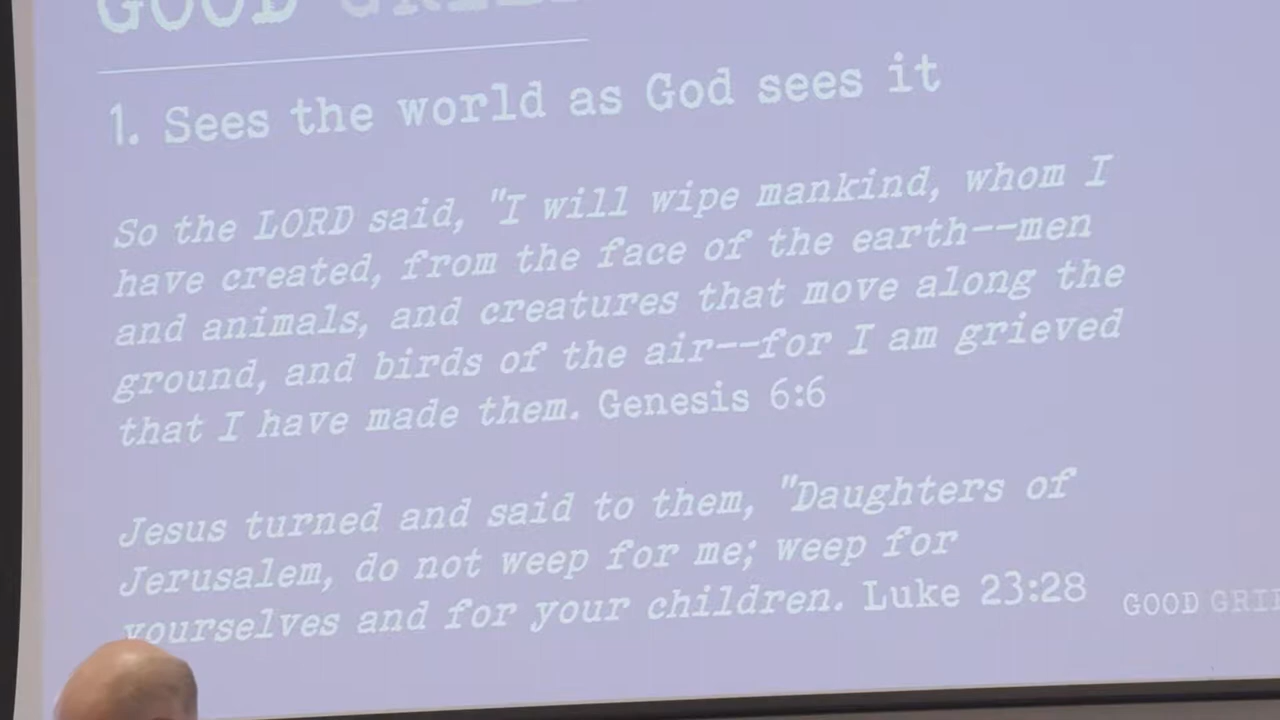 GOOD
1. Sees the world as God sees it
So the LORD said, "I will wipe mankind, whom I
have created, from the face of the earth--men
and animals, and creatures that move along the
ground, and birds of the air--for I am grieved
that I have made them. Genesis 6:6
Jesus turned and said to them, "Daughters of
Jerusalem, do not weep for me; weep for
yourselves and for your children. Luke 23:28
GOOD GRI